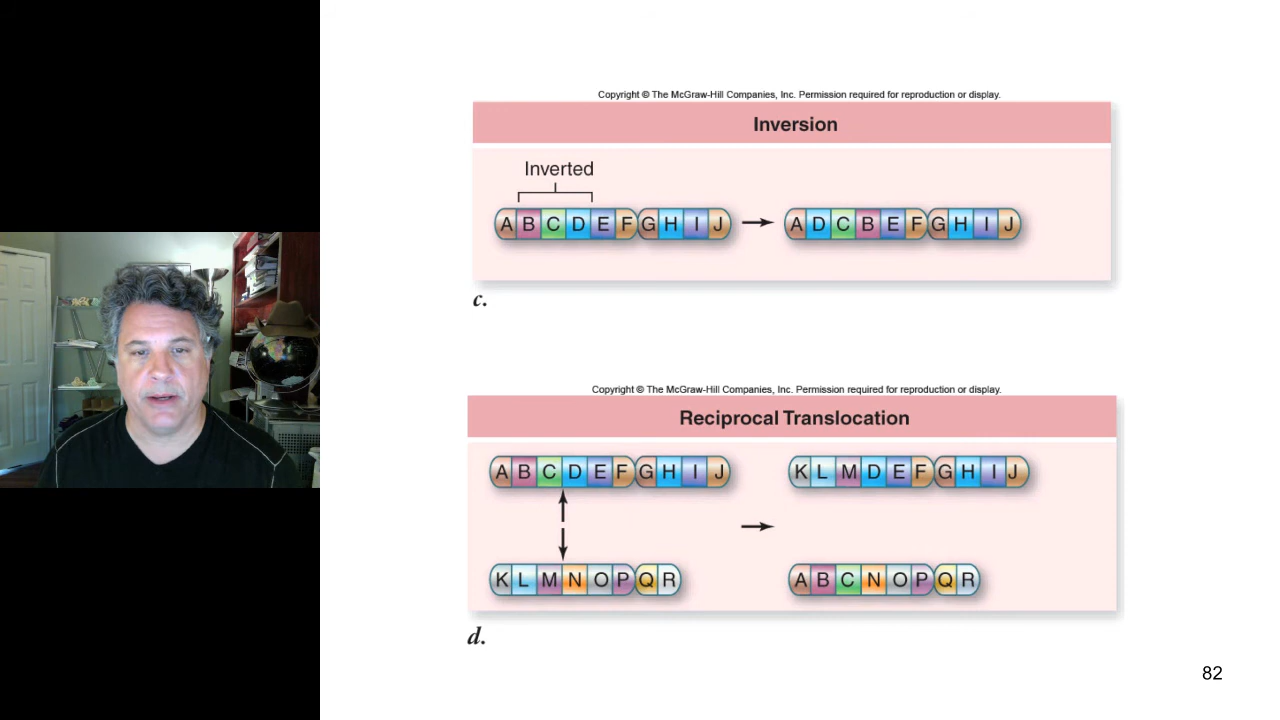 Copyright © The McGraw-Hill Companies, Inc. Permission required for reproduction or display.
Inversion
Inverted
A B C D E F G H I J
A D C B E F G H I J
c.
Copyright © The McGraw-Hill Companies, Inc. Permission required for reproduction or display.
Reciprocal Translocation
A B C D E F G H I J
K L M D E F G H I J
K L M N O P Q R
A B C N O P Q R
d.
82